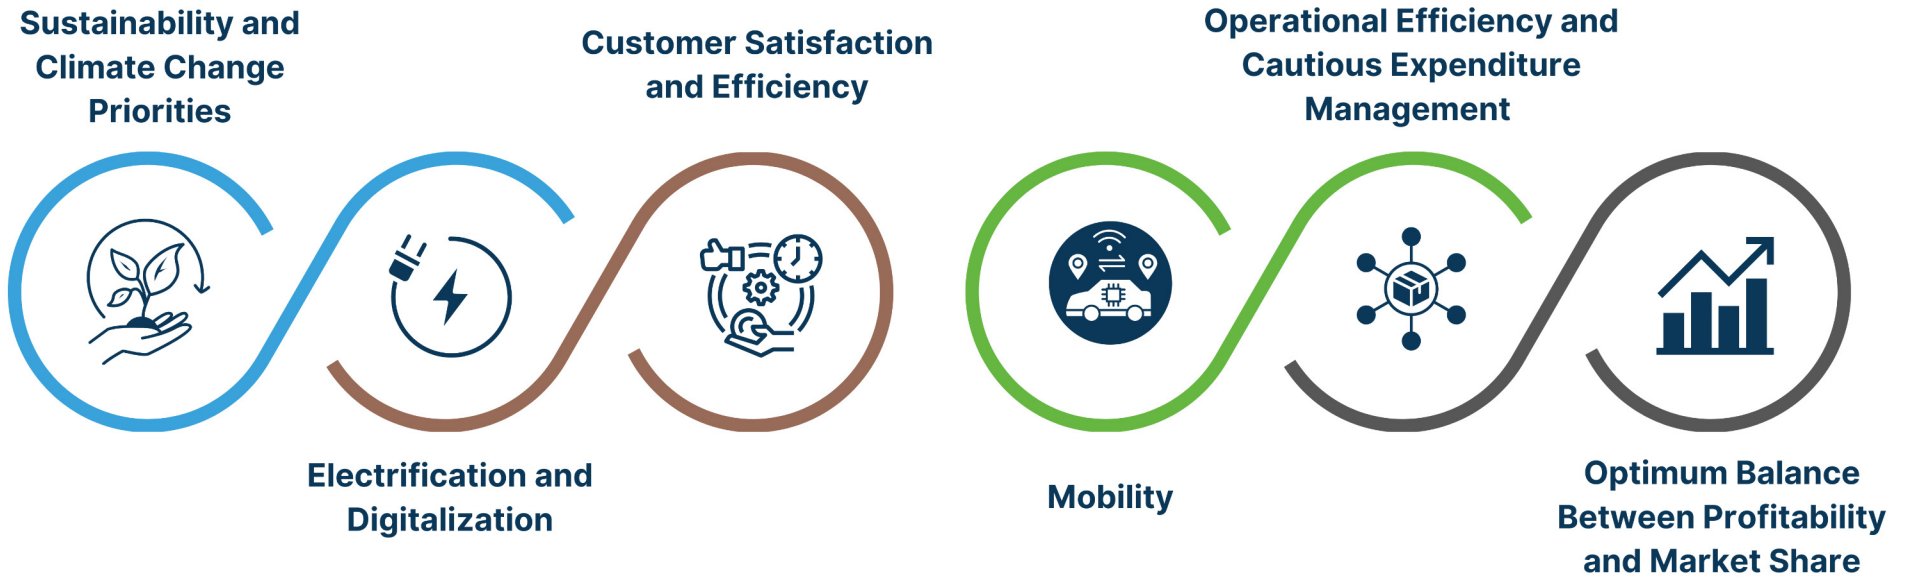 Sustainability and
Climate Change
Priorities
Electrification and
Digitalization
Customer Satisfaction
and Efficiency
Mobility
Operational Efficiency and
Cautious Expenditure
Management
Optimum Balance
Between Profitability
and Market Share